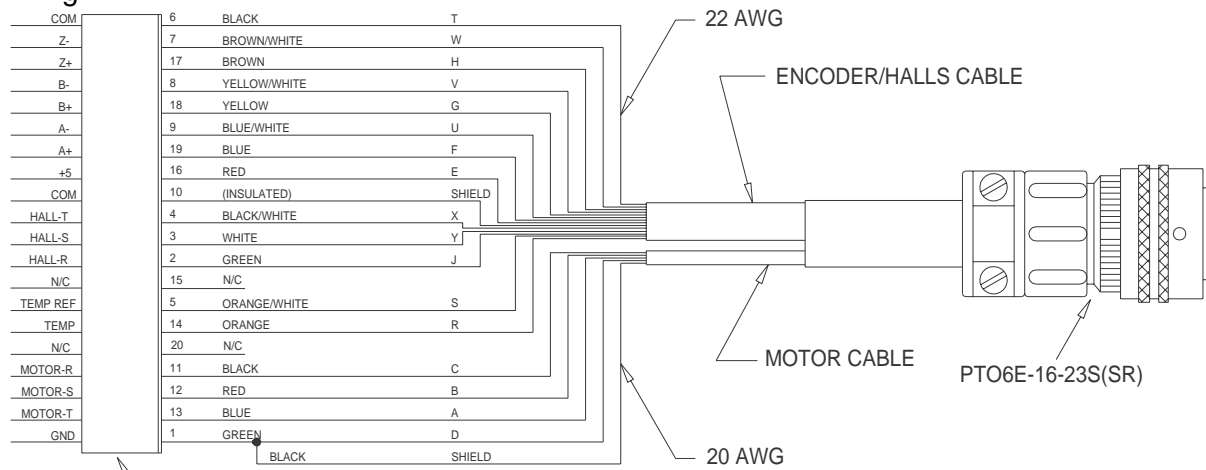 COM 6 BLACK T
Z- 7 BROWN/WHITE W
Z+ 17 BROWN H
B- 8 YELLOW/WHITE V
B+ 18 YELLOW G
A- 9 BLUE/WHITE U
A+ 19 BLUE F
+5 16 RED E
COM 10 (INSULATED) SHIELD
HALL-T 4 BLACK/WHITE X
HALL-S 3 WHITE Y
HALL-R 2 GREEN J
N/C 15 N/C
TEMP REF 5 ORANGE/WHITE S
TEMP 14 ORANGE R
N/C 20 N/C
MOTOR-R 11 BLACK C
MOTOR-S 12 RED B
MOTOR-T 13 BLUE A
GND 1 GREEN D
BLACK SHIELD
22 AWG
ENCODER/HALLS CABLE
MOTOR CABLE
PTO6E-16-23S(SR)
20 AWG